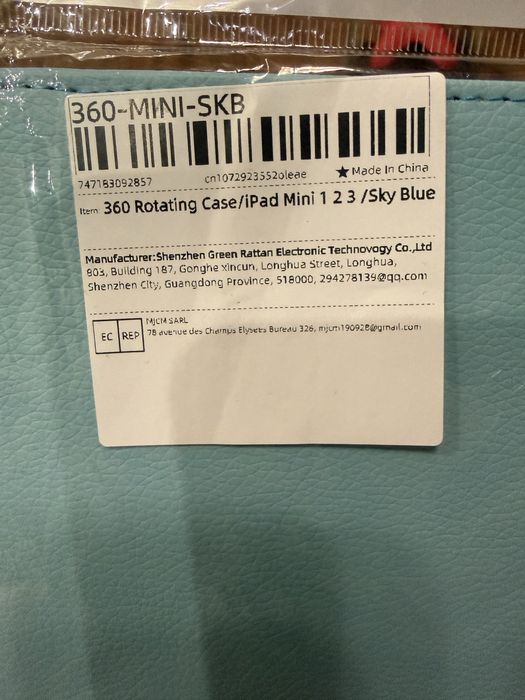 360-MINI-SKB
747183092857 cn1072923552oleae ★ Made In China
Item: 360 Rotating Case/iPad Mini 1 2 3 /Sky Blue
Manufacturer:Shenzhen Green Rattan Electronic Technovogy Co.,Ltd
903, Building 187, Gonghe Xincun, Longhua Street, Longhua,
Shenzhen City, Guangdong Province, 518000, 294278139@qq.com
EC REP
MJCM SARL
78 avenue des Champs Elysees Bureau 326, mjcm190928@gmail.com